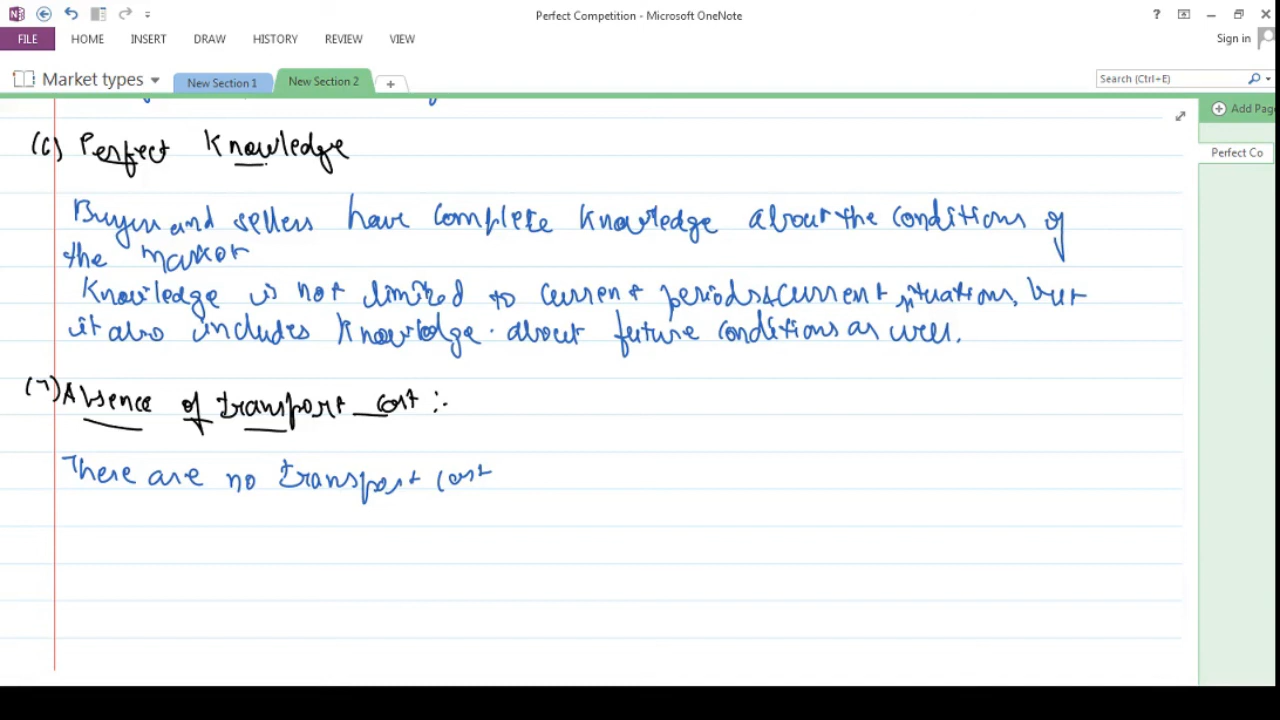 Perfect Competition - Microsoft OneNote
Sign in
FILE HOME INSERT DRAW HISTORY REVIEW VIEW
Market types New Section 1 New Section 2
Search (Ctrl+E)
Add Pag
Perfect Co
(6) Perfect Knowledge
Buyers and sellers have complete knowledge about the conditions of
the market
Knowledge is not limited to current periods & current situations, but
it also includes knowledge about future conditions as well.
(7) Absence of transport cost :-
There are no transport cost